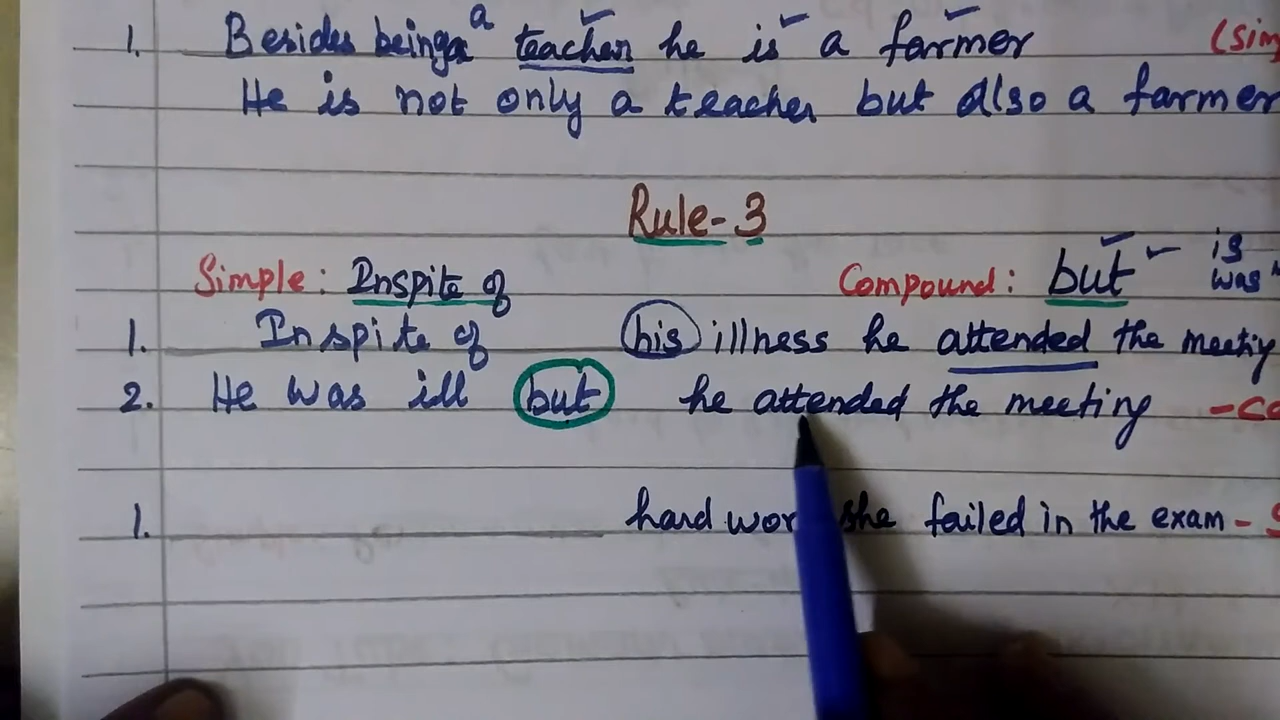 a
1. Besides being a teacher he is a farmer (sim
He is not only a teacher but also a farmer
Rule-3
Simple: Inspite of Compound: but is
was
1. Inspite of his illness he attended the meeting
2. He was ill but he attended the meeting -co
1. hard wor she failed in the exam - S